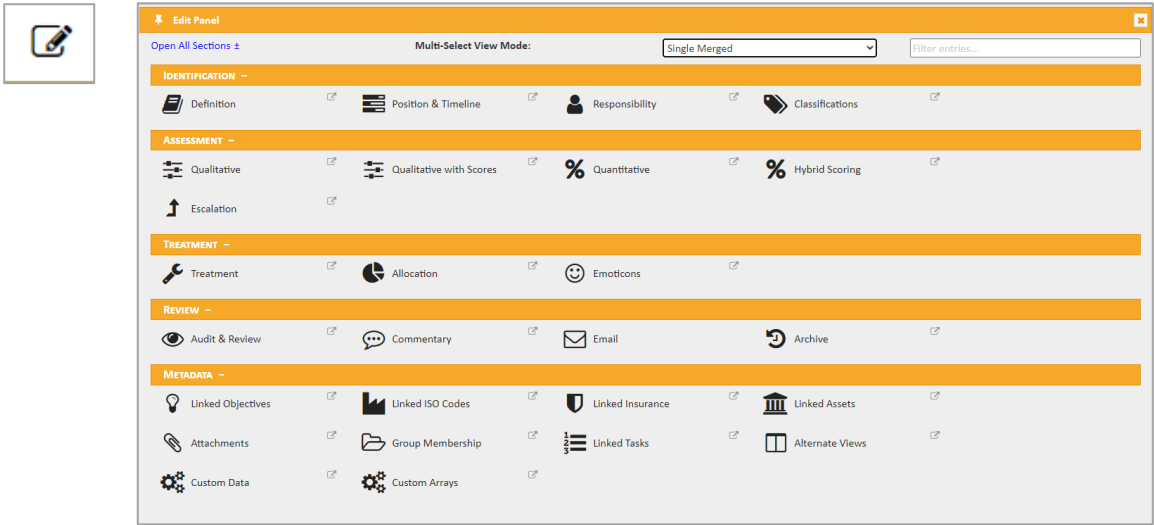 Edit Panel
Open All Sections ±
Multi-Select View Mode:
Single Merged
Filter entries...
IDENTIFICATION −
Definition
Position & Timeline
Responsibility
Classifications
ASSESSMENT −
Qualitative
Qualitative with Scores
Quantitative
Hybrid Scoring
Escalation
TREATMENT −
Treatment
Allocation
Emoticons
REVIEW −
Audit & Review
Commentary
Email
Archive
METADATA −
Linked Objectives
Linked ISO Codes
Linked Insurance
Linked Assets
Attachments
Group Membership
Linked Tasks
Alternate Views
Custom Data
Custom Arrays